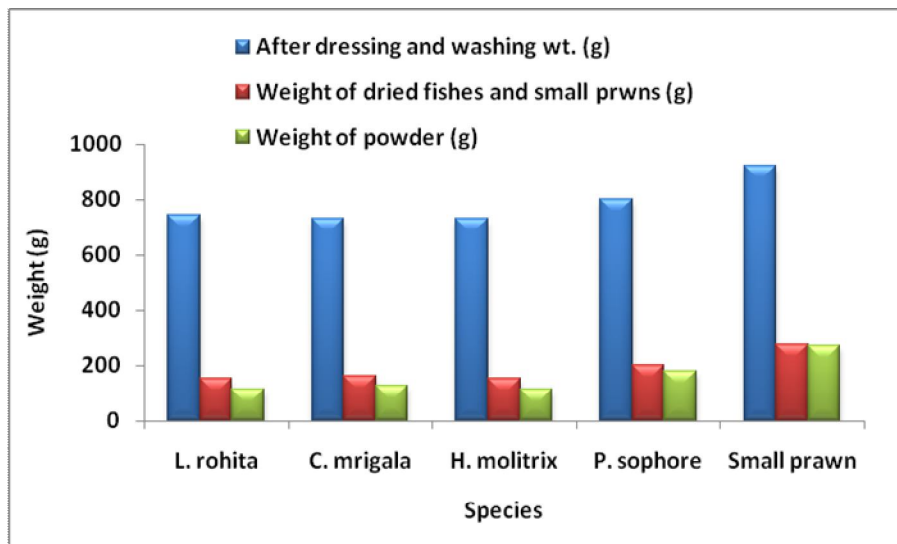 After dressing and washing wt. (g)
Weight of dried fishes and small prwns (g)
Weight of powder (g)
1000
800
600
400
200
0
Weight (g)
L. rohita
C. mrigala
H. molitrix
P. sophore
Small prawn
Species